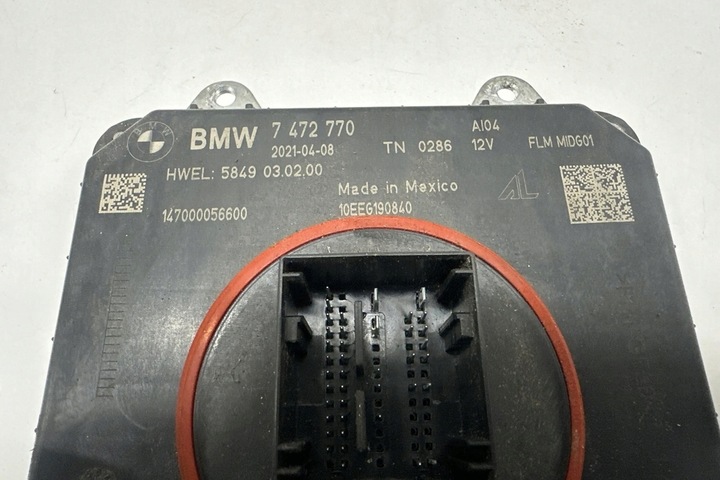 BMW 7 472 770
2021-04-08
TN 0286
AI04
12V
FLM MIDG01
HWEL: 5849 03.02.00
Made in Mexico
AL
147000056600
10EEG190840